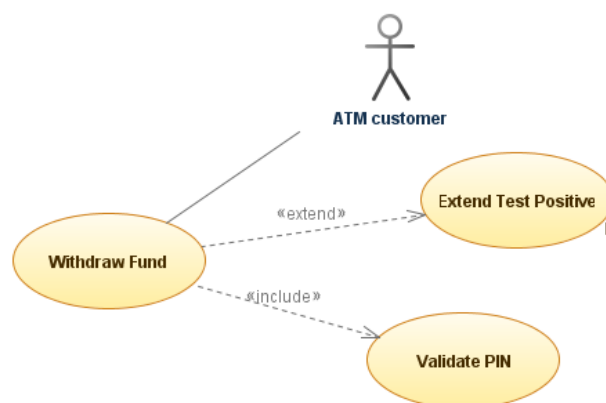 ATM customer
«extend»
Extend Test Positive
Withdraw Fund
«include»
Validate PIN